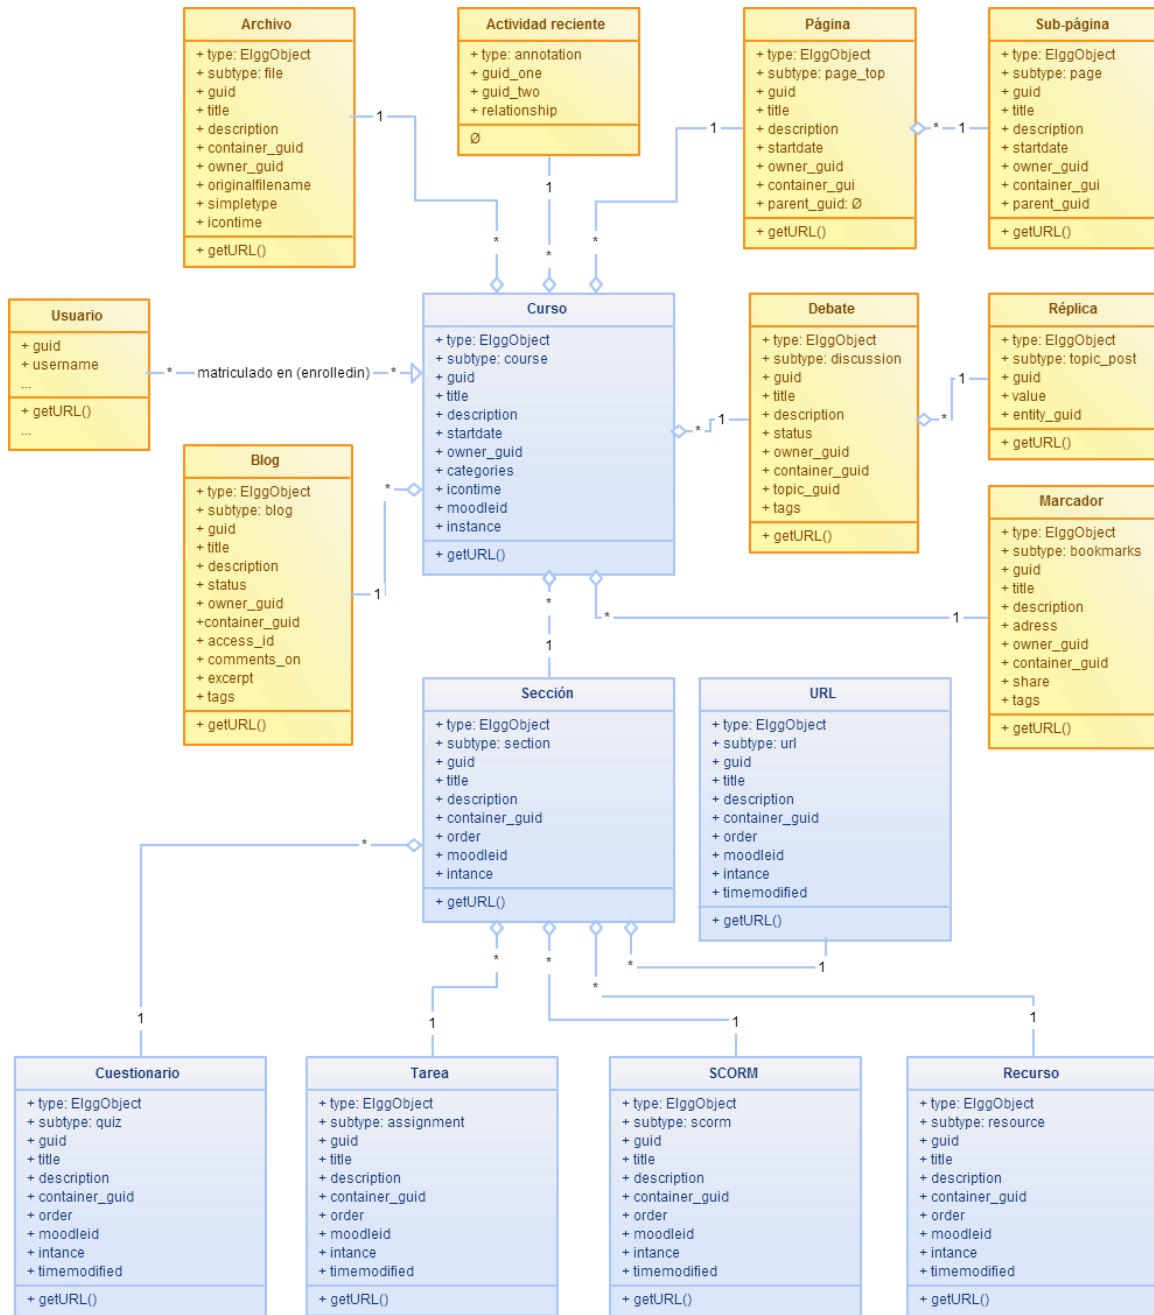 Archivo
+ type: ElggObject
+ subtype: file
+ guid
+ title
+ description
+ container_guid
+ owner_guid
+ originalfilename
+ simpletype
+ icontime
+ getURL()
1
*
Actividad reciente
+ type: annotation
+ guid_one
+ guid_two
+ relationship
Ø
1
*
Página
+ type: ElggObject
+ subtype: page_top
+ guid
+ title
+ description
+ startdate
+ owner_guid
+ container_gui
+ parent_guid: Ø
+ getURL()
1
*
* 1
Sub-página
+ type: ElggObject
+ subtype: page
+ guid
+ title
+ description
+ startdate
+ owner_guid
+ container_gui
+ parent_guid
+ getURL()
Usuario
+ guid
+ username
...
+ getURL()
...
* matriculado en (enrolledin) *
Curso
+ type: ElggObject
+ subtype: course
+ guid
+ title
+ description
+ startdate
+ owner_guid
+ categories
+ icontime
+ moodleid
+ instance
+ getURL()
* 1
Debate
+ type: ElggObject
+ subtype: discussion
+ guid
+ title
+ description
+ status
+ owner_guid
+ container_guid
+ topic_guid
+ tags
+ getURL()
* 1
Réplica
+ type: ElggObject
+ subtype: topic_post
+ guid
+ value
+ entity_guid
+ getURL()
Blog
+ type: ElggObject
+ subtype: blog
+ guid
+ title
+ description
+ status
+ owner_guid
+container_guid
+ access_id
+ comments_on
+ excerpt
+ tags
+ getURL()
*
1
Marcador
+ type: ElggObject
+ subtype: bookmarks
+ guid
+ title
+ description
+ adress
+ owner_guid
+ container_guid
+ share
+ tags
+ getURL()
* 1
*
1
Sección
+ type: ElggObject
+ subtype: section
+ guid
+ title
+ description
+ container_guid
+ order
+ moodleid
+ intance
+ getURL()
URL
+ type: ElggObject
+ subtype: url
+ guid
+ title
+ description
+ container_guid
+ order
+ moodleid
+ intance
+ timemodified
+ getURL()
*
*
*
* 1
*
1
1
1
1
Cuestionario
+ type: ElggObject
+ subtype: quiz
+ guid
+ title
+ description
+ container_guid
+ order
+ moodleid
+ intance
+ timemodified
+ getURL()
Tarea
+ type: ElggObject
+ subtype: assignment
+ guid
+ title
+ description
+ container_guid
+ order
+ moodleid
+ intance
+ timemodified
+ getURL()
SCORM
+ type: ElggObject
+ subtype: scorm
+ guid
+ title
+ description
+ container_guid
+ order
+ moodleid
+ intance
+ timemodified
+ getURL()
Recurso
+ type: ElggObject
+ subtype: resource
+ guid
+ title
+ description
+ container_guid
+ order
+ moodleid
+ intance
+ timemodified
+ getURL()